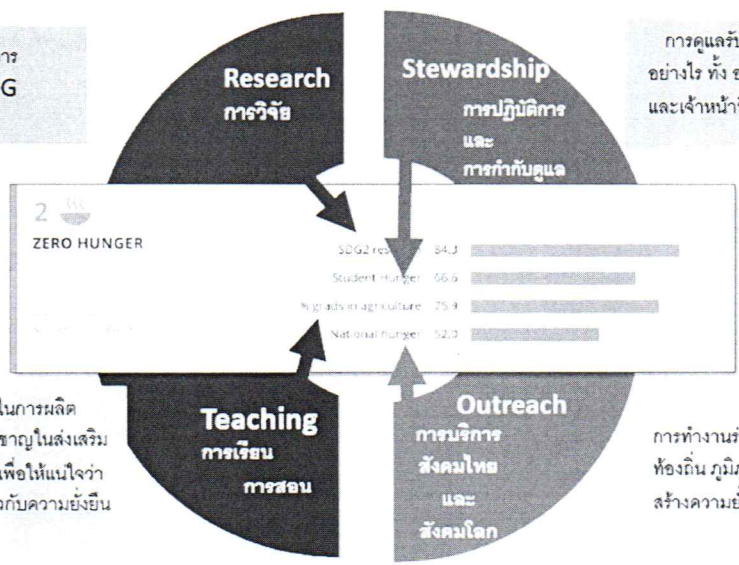 การ
G
Research
การวิจัย
Stewardship
การปฏิบัติการ
และ
การกำกับดูแล
การดูแลรับ
อย่างไร ทั้ง
และเจ้าหน้า
2
ZERO HUNGER
SDG2 84.3
Student Hunger 66.6
% grads in agriculture 75.9
National hunger 52.0
ในการผลิต
ชาญในส่งเสริม
เพื่อให้แน่ใจว่า
วกับความยั่งยืน
Teaching
การเรียน
การสอน
Outreach
การบริการ
สังคมไทย
และ
สังคมโลก
การทำงาน
ท้องถิ่น
สร้างความ